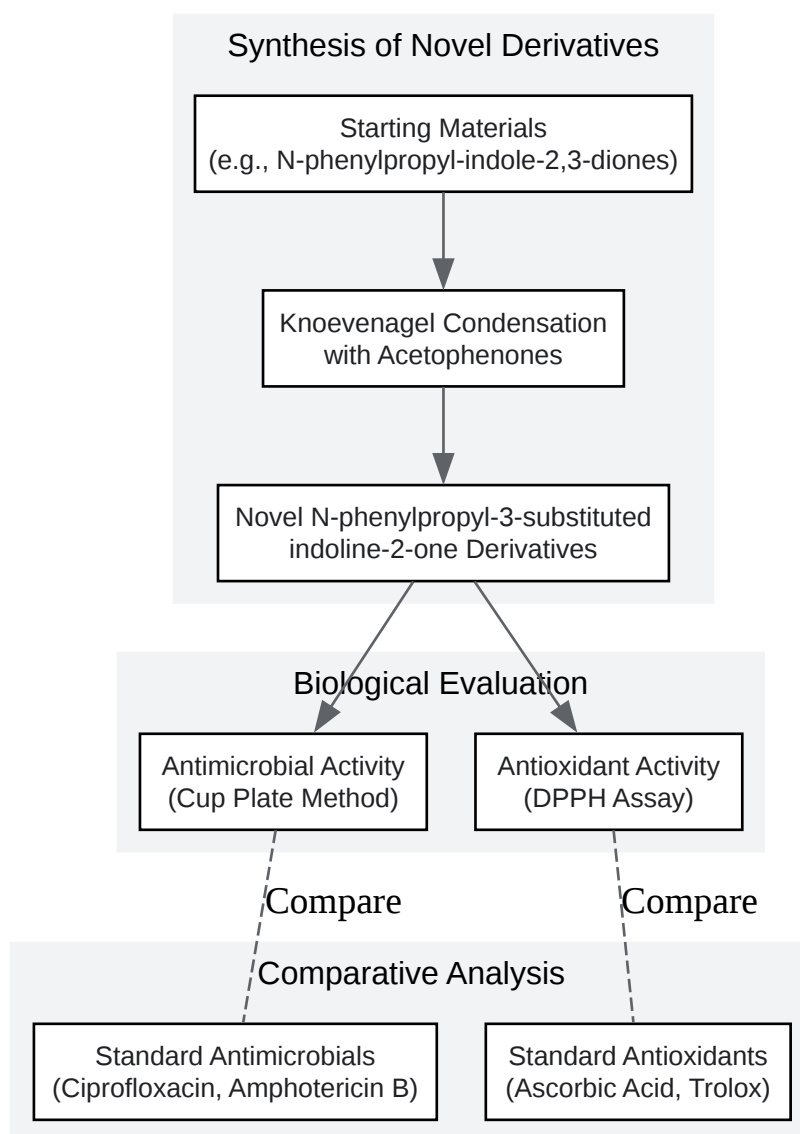 Synthesis of Novel Derivatives
Starting Materials
(e.g., N-phenylpropyl-indole-2,3-diones)
Knoevenagel Condensation
with Acetophenones
Novel N-phenylpropyl-3-substituted
indoline-2-one Derivatives
Biological Evaluation
Antimicrobial Activity
(Cup Plate Method)
Antioxidant Activity
(DPPH Assay)
Compare
Compare
Comparative Analysis
Standard Antimicrobials
(Ciprofloxacin, Amphotericin B)
Standard Antioxidants
(Ascorbic Acid, Trolox)